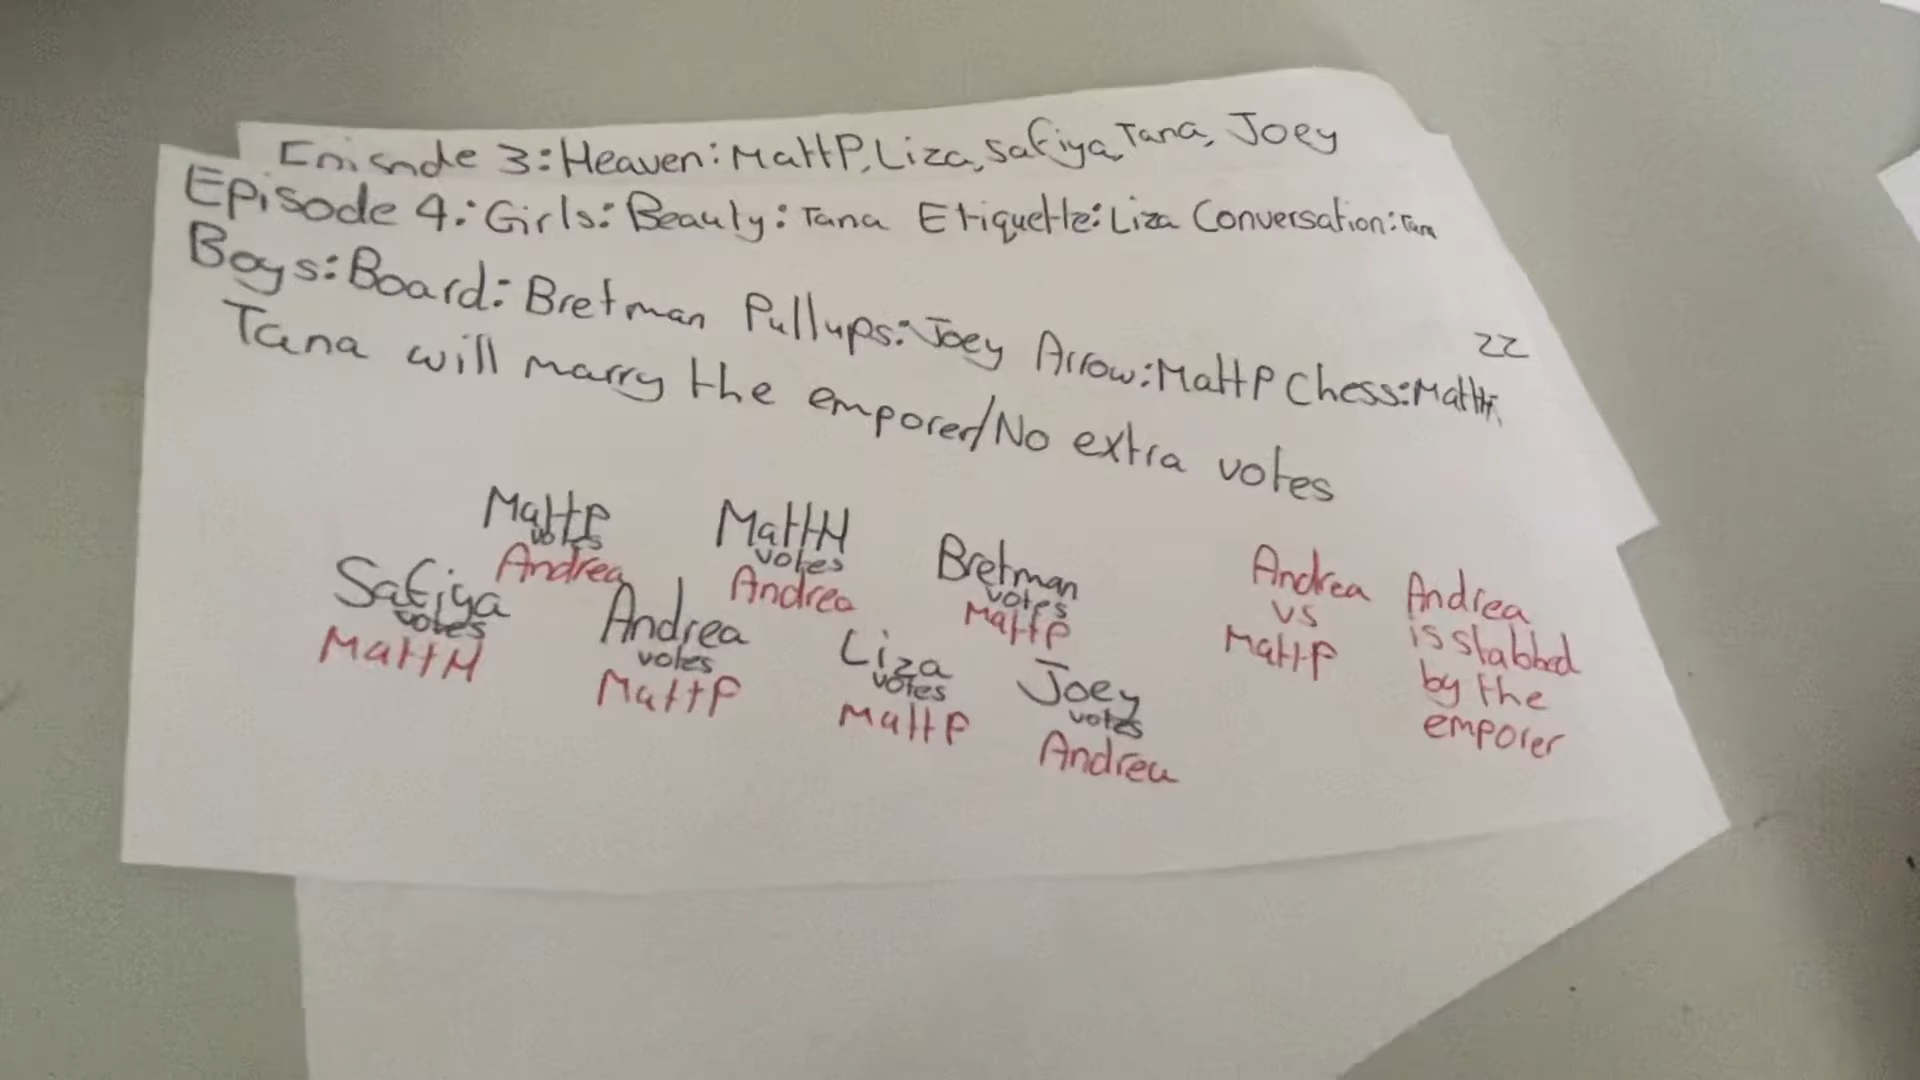 Episode 3:Heaven:MattP,Liza,Safiya,Tana,Joey
Episode 4:Girls:Beauty:Tana Etiquette:Liza Conversation:Tana
Boys:Board:Bretman Pullups:Joey Arrow:MattP Chess:
Tana will marry the emporer/No extra votes
MattP
votes
Andrea
MattH
votes
Andrea
Bretman
votes
MattP
Safiya
votes
MattH
Andrea
votes
MattP
Liza
votes
MattP
Joey
votes
Andrea
Andrea
vs
MattP
Andrea
is stabbed
by the
emporer